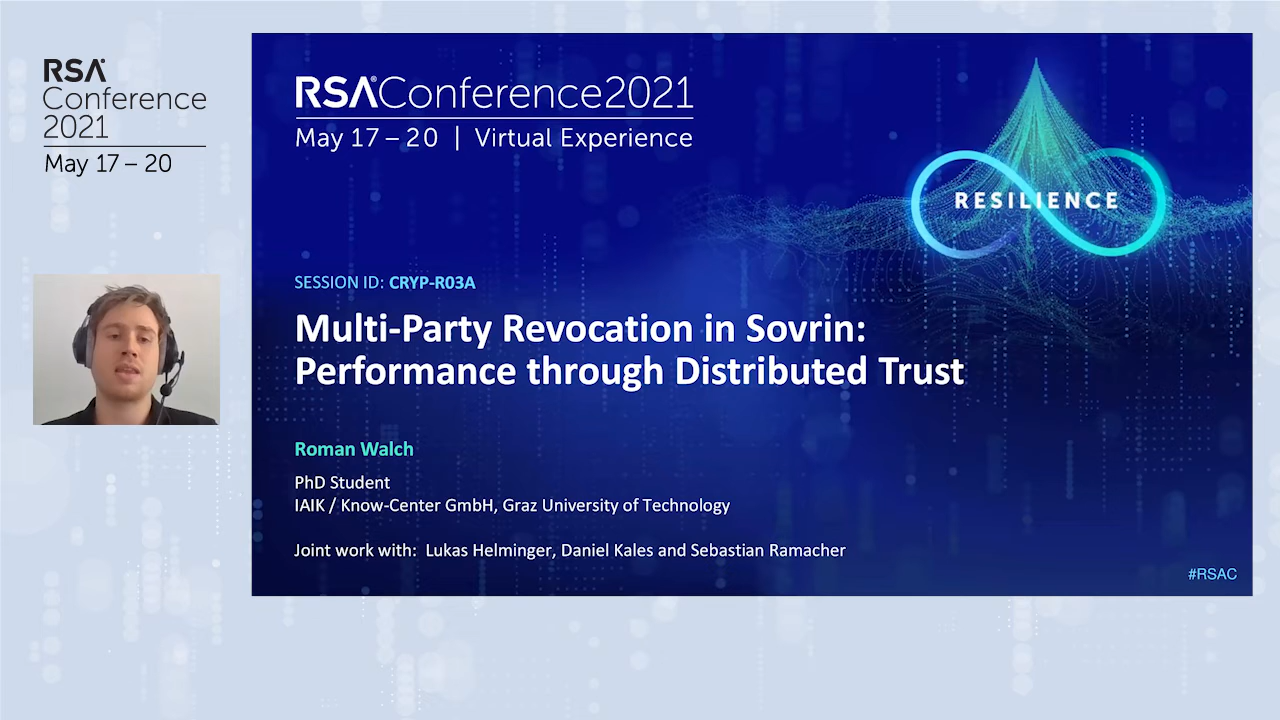 RSA
Conference
2021
May 17 – 20
RSA®Conference2021
May 17 – 20 | Virtual Experience
RESILIENCE
SESSION ID: CRYP-R03A
Multi-Party Revocation in Sovrin:
Performance through Distributed Trust
Roman Walch
PhD Student
IAIK / Know-Center GmbH, Graz University of Technology
Joint work with: Lukas Helminger, Daniel Kales and Sebastian Ramacher
#RSAC